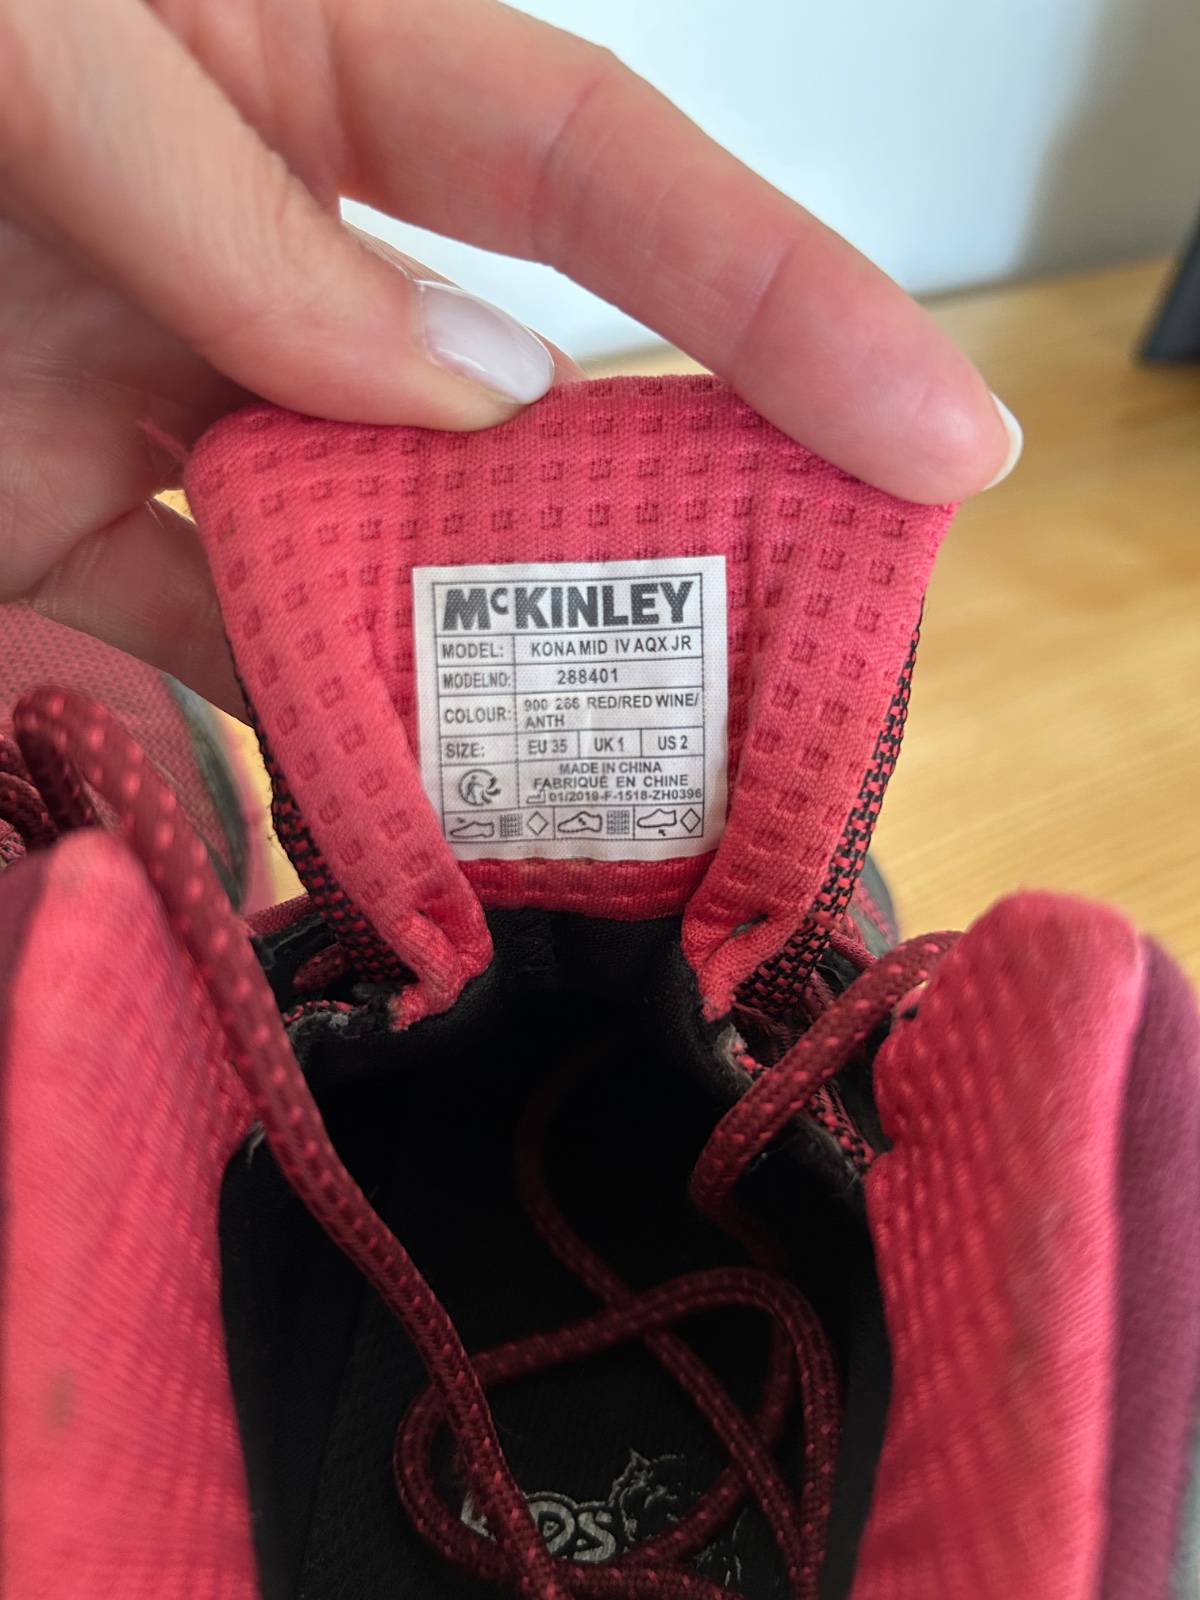 McKINLEY
MODEL: KONA MID IV AQX JR
MODELNO: 288401
COLOUR: 900 266 RED/RED WINE/
ANTH
SIZE: EU 35 UK 1 US 2
MADE IN CHINA
FABRIQUÉ EN CHINE
01/2019-F-1518-ZH0396